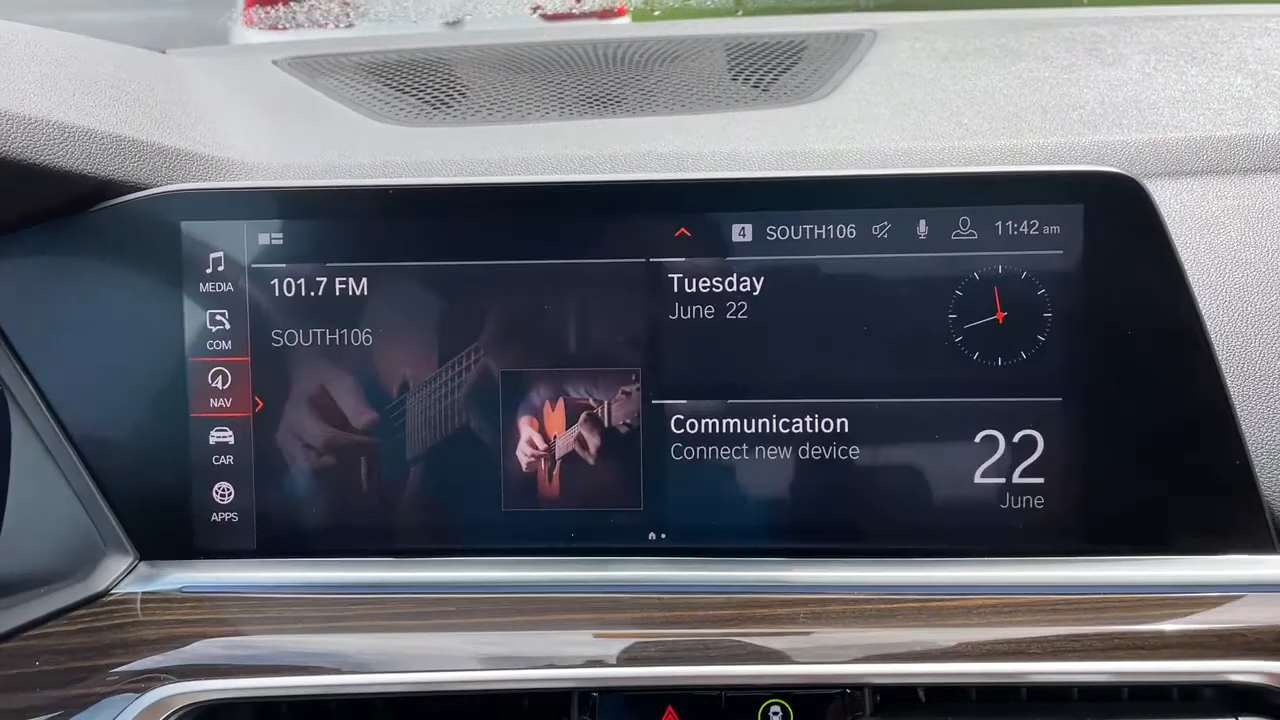 4 SOUTH106 11:42 am
MEDIA
COM
NAV
CAR
APPS
101.7 FM
SOUTH106
Tuesday
June 22
Communication
Connect new device
22
June